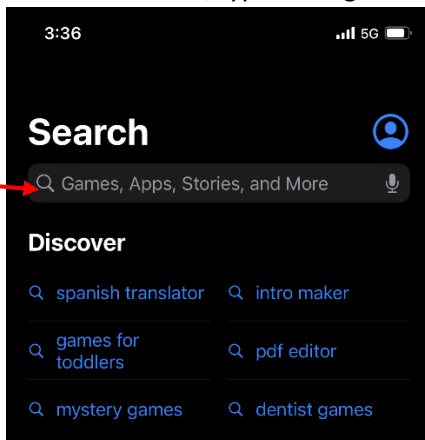 3:36 5G
Search
Games, Apps, Stories, and More
Discover
spanish translator intro maker
games for
toddlers
pdf editor
mystery games dentist games